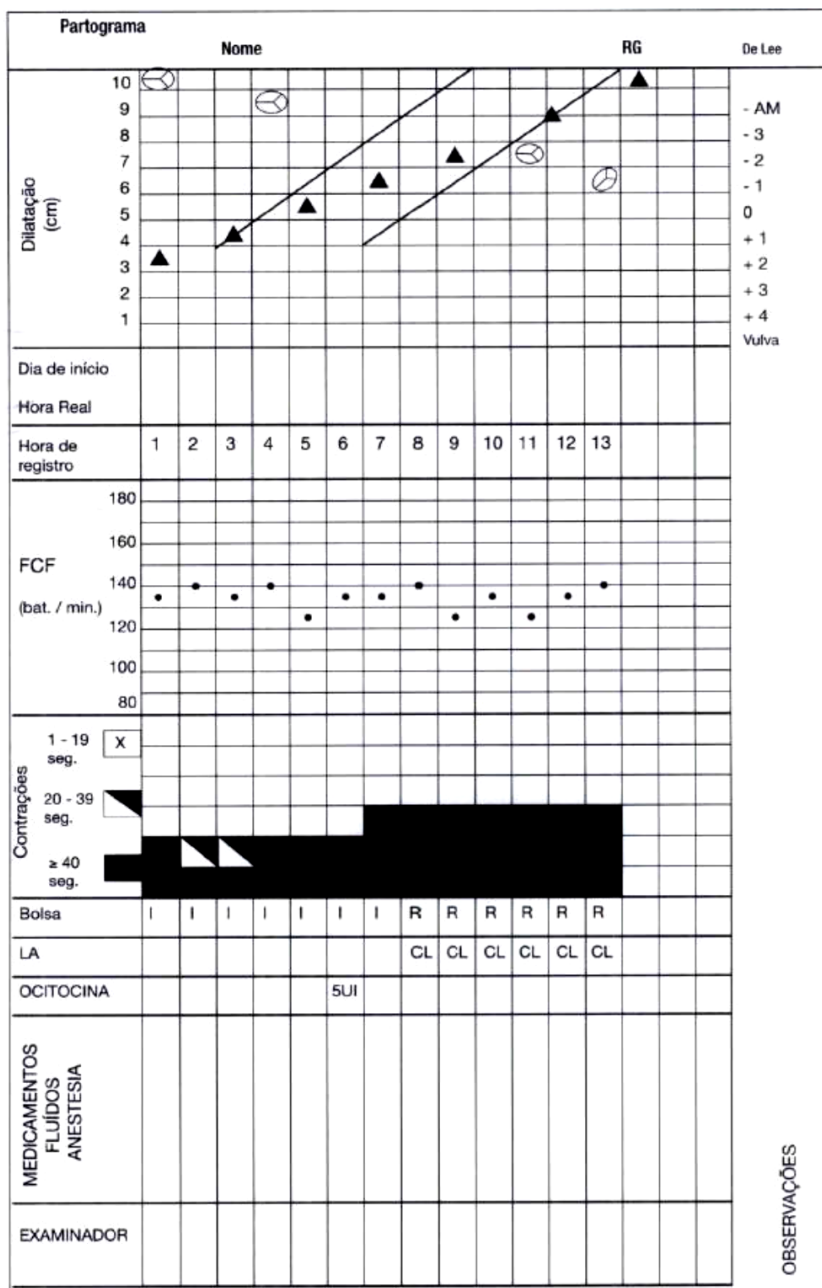 Partograma
Nome RG De Lee
Dilatação
(cm)
10
9
8
7
6
5
4
3
2
1
- AM
- 3
- 2
- 1
0
+ 1
+ 2
+ 3
+ 4
Vulva
Dia de início
Hora Real
Hora de
registro
1 2 3 4 5 6 7 8 9 10 11 12 13
FCF
(bat. / min.)
180
160
140
120
100
80
Contrações
1 - 19
seg.
X
20 - 39
seg.
≥ 40
seg.
Bolsa I I I I I I I R R R R R R
LA CL CL CL CL CL CL
OCITOCINA 5UI
MEDICAMENTOS
FLUÍDOS
ANESTESIA
EXAMINADOR
OBSERVAÇÕES